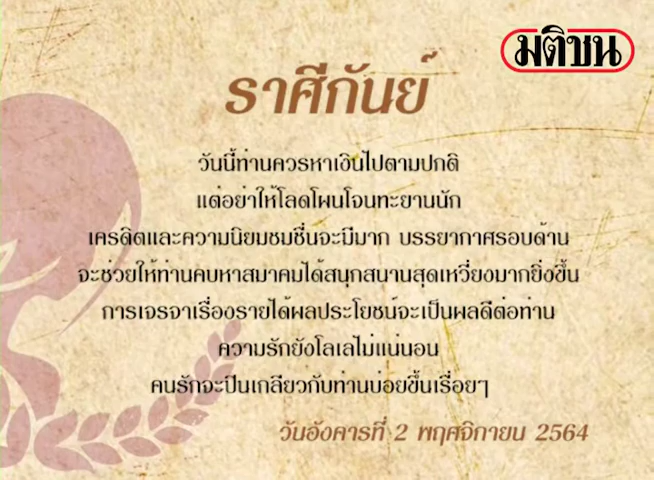 มติชน
ราศีกันย์
วันนี้ท่านควรหาเงินไปตามปกติ
แต่อย่าให้โลดโผนโจนทะยานนัก
เครดิตและความนิยมชมชื่นจะมีมาก บรรยากาศรอบด้าน
จะช่วยให้ท่านคบหาสมาคมได้สนุกสนานสุดเหวี่ยงมากยิ่งขึ้น
การเจรจาเรื่องรายได้ผลประโยชน์จะเป็นผลดีต่อท่าน
ความรักยังโลเลไม่แน่นอน
คนรักจะปีนเกลียวกับท่านบ่อยขึ้นเรื่อยๆ
วันอังคารที่ 2 พฤศจิกายน 2564